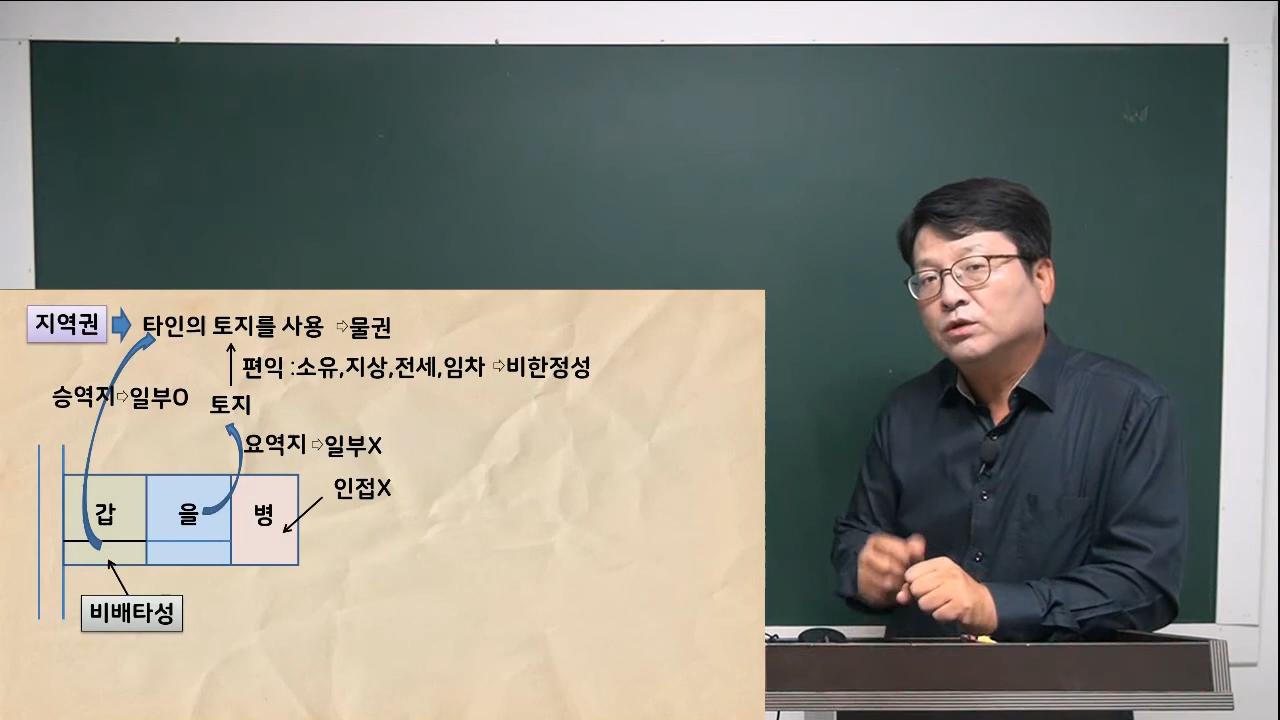 지역권 타인의 토지를 사용 ⇨물권
편익 :소유,지상,전세,임차 ⇨비한정성
승역지⇨일부O 토지
요역지 ⇨일부X
인접X
갑 을 병
비배타성